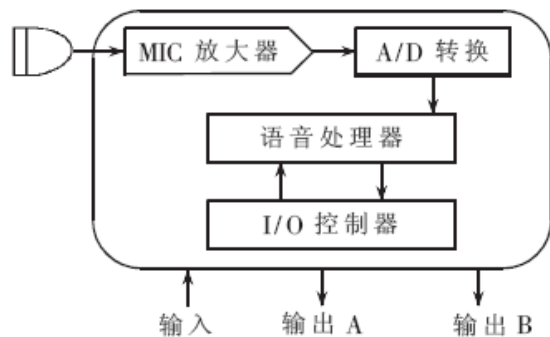 MIC 放大器
A/D 转换
语音处理器
I/O 控制器
输入
输出 A
输出 B